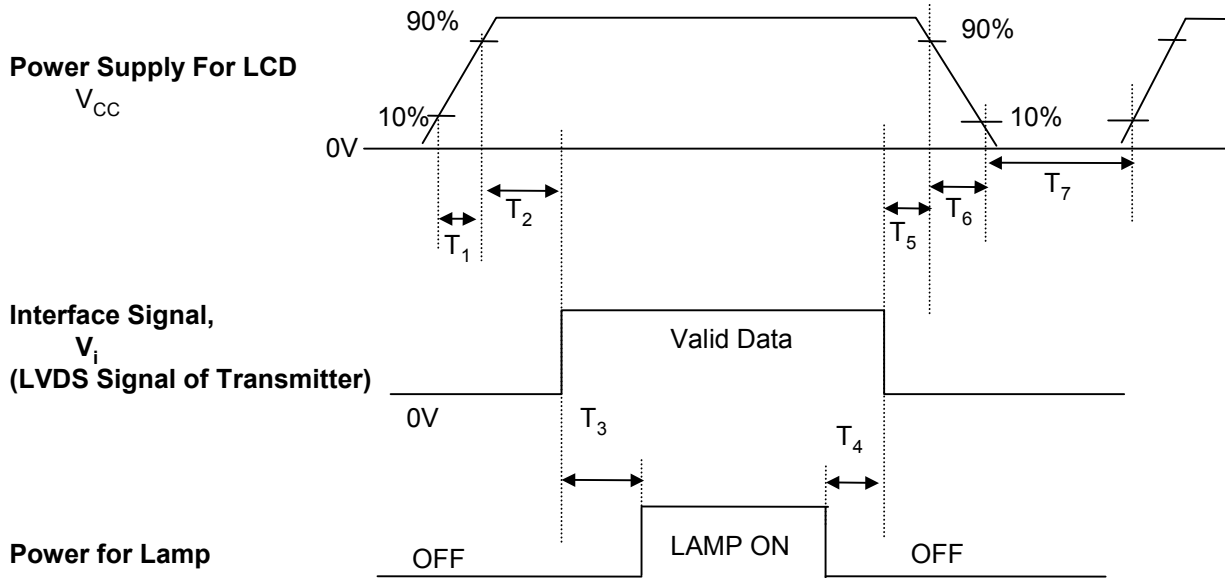 90%
90%
Power Supply For LCD
VCC
10%
10%
0V
T1
T2
T5
T6
T7
Interface Signal,
Vi
(LVDS Signal of Transmitter)
Valid Data
0V
T3
T4
Power for Lamp
OFF
LAMP ON
OFF